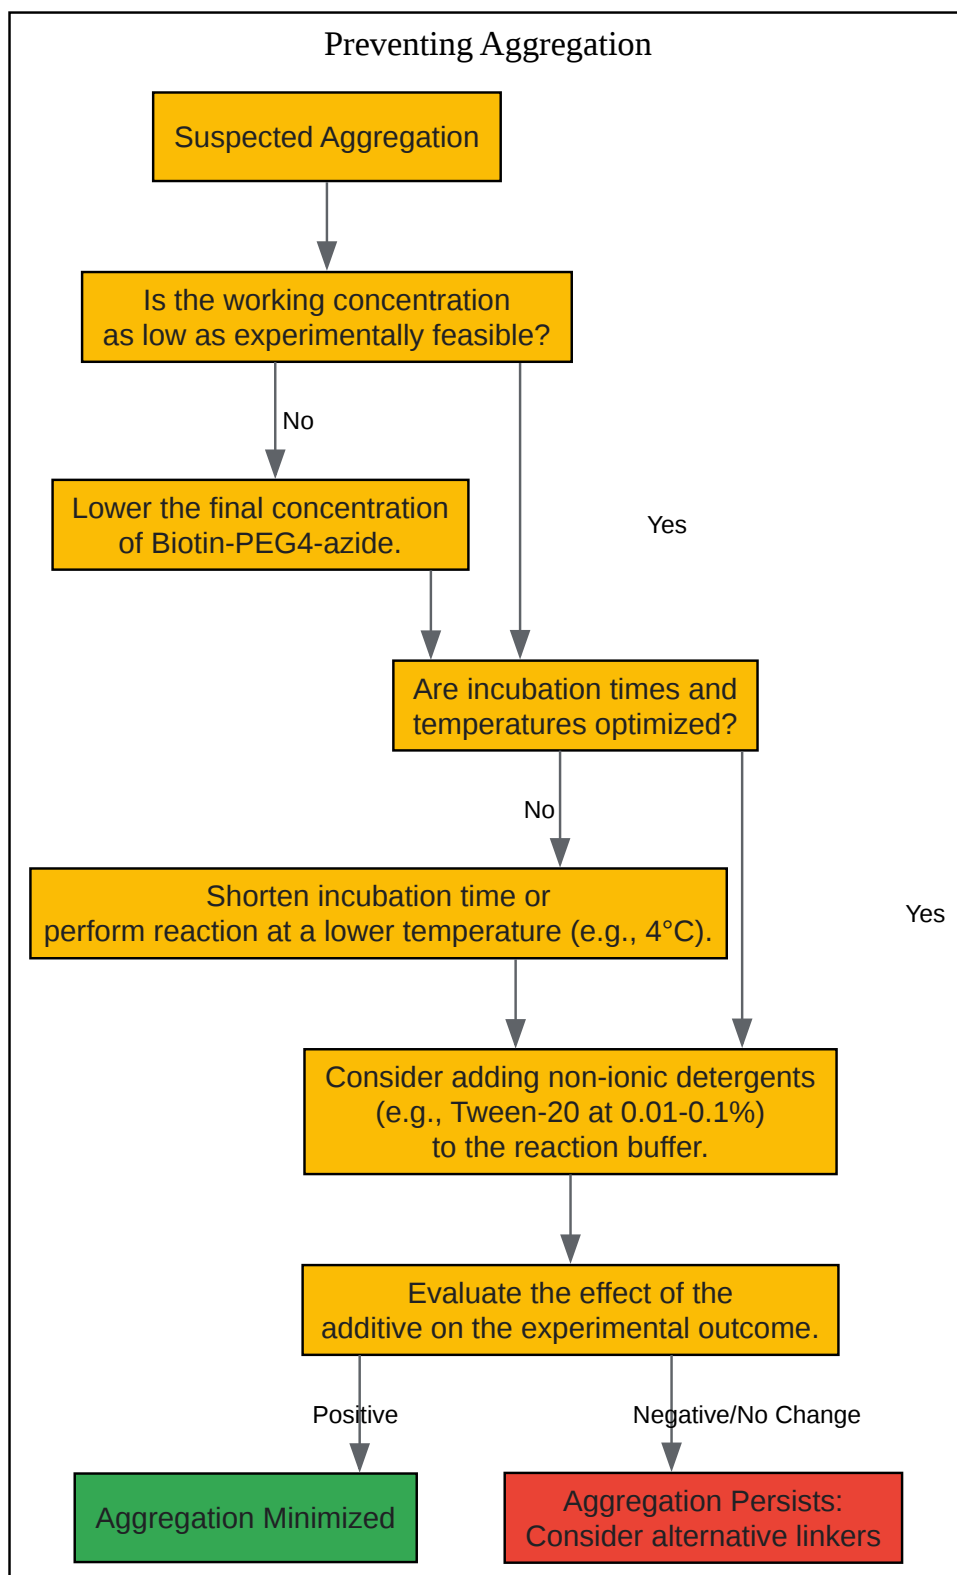 Preventing Aggregation
Suspected Aggregation
Is the working concentration
as low as experimentally feasible?
No
Lower the final concentration
of Biotin-PEG4-azide.
Yes
Are incubation times and
temperatures optimized?
No
Shorten incubation time or
perform reaction at a lower temperature (e.g., 4°C).
Yes
Consider adding non-ionic detergents
(e.g., Tween-20 at 0.01-0.1%)
to the reaction buffer.
Evaluate the effect of the
additive on the experimental outcome.
Positive
Negative/No Change
Aggregation Minimized
Aggregation Persists:
Consider alternative linkers